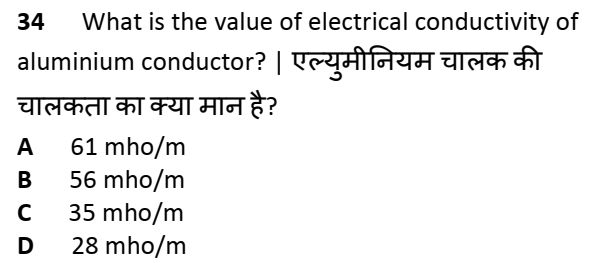 34 What is the value of electrical conductivity of
aluminium conductor? | एल्युमीनियम चालक की
चालकता का क्या मान है?
A 61 mho/m
B 56 mho/m
C 35 mho/m
D 28 mho/m